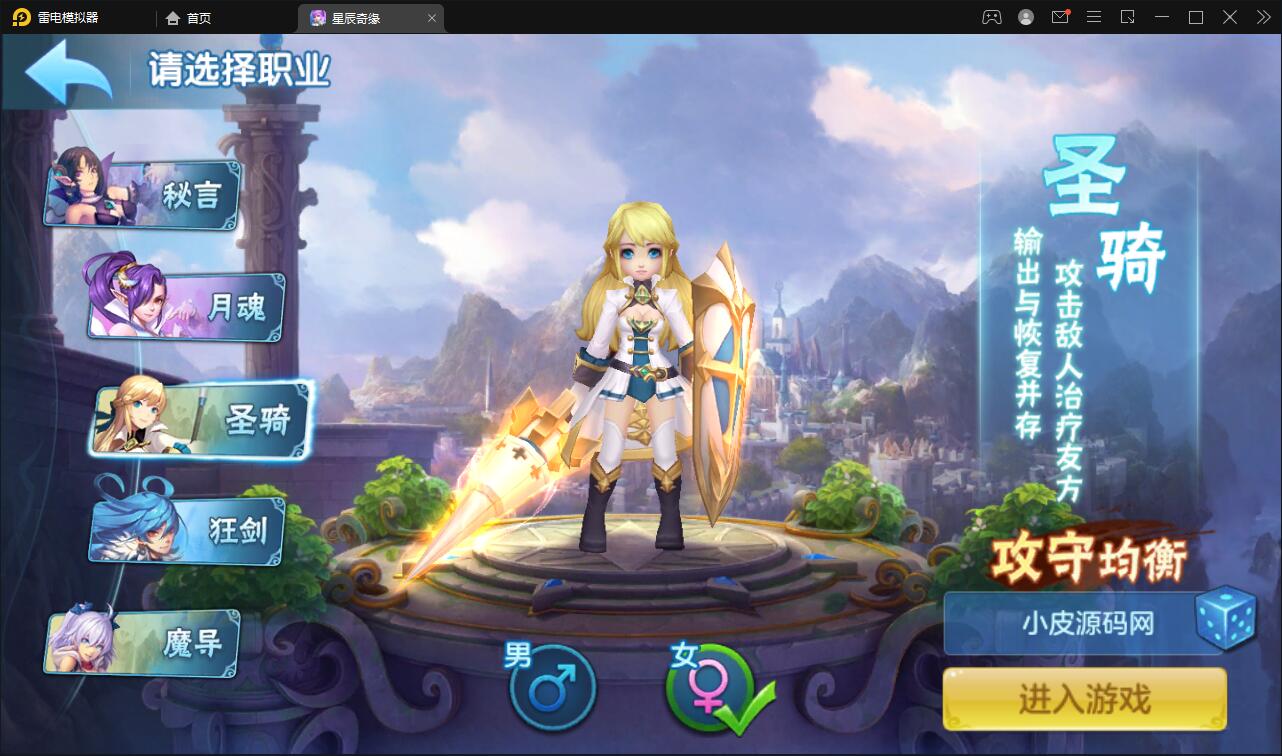 雷电模拟器
首页
星辰奇缘
请选择职业
秘言
月魂
圣骑
狂剑
魔导
圣骑
攻击敌人治疗友方
输出与恢复并存
攻守均衡
小皮源码网
进入游戏
男
女